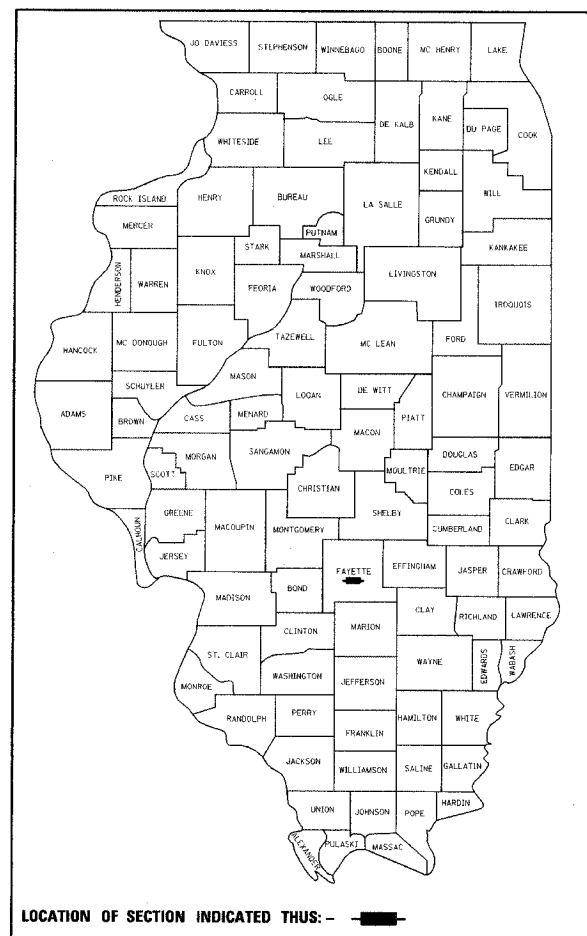 JO DAVIESS
STEPHENSON
WINNEBAGO
BOONE
MC HENRY
LAKE
CARROLL
OGLE
DE KALB
KANE
DU PAGE
COOK
WHITESIDE
LEE
KENDALL
WILL
ROCK ISLAND
HENRY
BUREAU
LA SALLE
GRUNDY
MERCER
PUTNAM
KANKAKEE
STARK
MARSHALL
HENDERSON
WARREN
KNOX
PEORIA
WOODFORD
LIVINGSTON
IROQUOIS
HANCOCK
MC DONOUGH
FULTON
TAZEWELL
MC LEAN
FORD
SCHUYLER
MASON
LOGAN
DE WITT
CHAMPAIGN
VERMILION
ADAMS
BROWN
CASS
MENARD
PIATT
MACON
PIKE
SCOTT
MORGAN
SANGAMON
MOULTRIE
DOUGLAS
EDGAR
CHRISTIAN
COLES
CALHOUN
GREENE
MACOUPIN
MONTGOMERY
SHELBY
CUMBERLAND
CLARK
JERSEY
FAYETTE
EFFINGHAM
JASPER
CRAWFORD
MADISON
BOND
CLAY
RICHLAND
LAWRENCE
CLINTON
MARION
ST. CLAIR
WAYNE
EDWARDS
WABASH
MONROE
WASHINGTON
JEFFERSON
RANDOLPH
PERRY
HAMILTON
WHITE
FRANKLIN
JACKSON
WILLIAMSON
SALINE
GALLATIN
UNION
JOHNSON
POPE
HARDIN
ALEXANDER
PULASKI
MASSAC
LOCATION OF SECTION INDICATED THUS: -